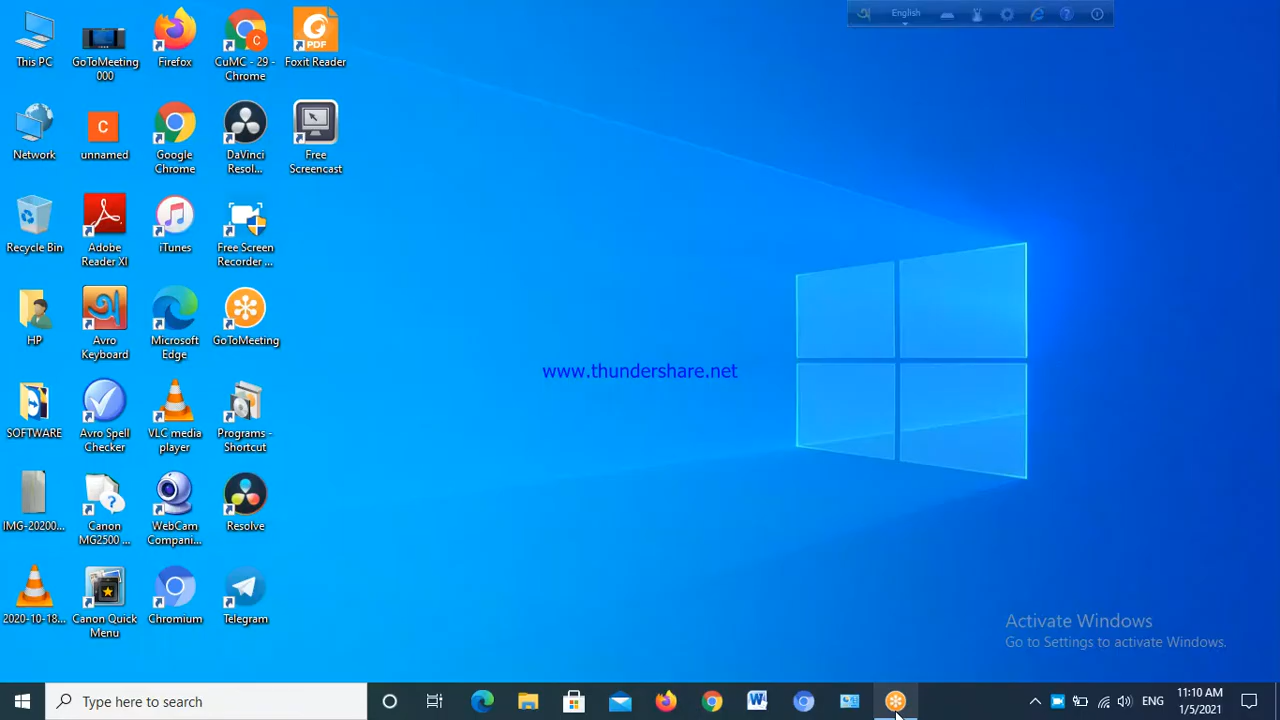 English
This PC
GoToMeeting
000
Firefox
CuMC - 29 -
Chrome
Foxit Reader
PDF
C
Network
C
unnamed
Google
Chrome
DaVinci
Resol...
Free
Screencast
Recycle Bin
Adobe
Reader XI
iTunes
Free Screen
Recorder ...
HP
Avro
Keyboard
Microsoft
Edge
GoToMeeting
www.thundershare.net
SOFTWARE
Avro Spell
Checker
VLC media
player
Programs -
Shortcut
IMG-20200...
Canon
MG2500 ...
WebCam
Compani...
Resolve
2020-10-18...
Canon Quick
Menu
Chromium
Telegram
Activate Windows
Go to Settings to activate Windows.
Type here to search
W
ENG
11:10 AM
1/5/2021